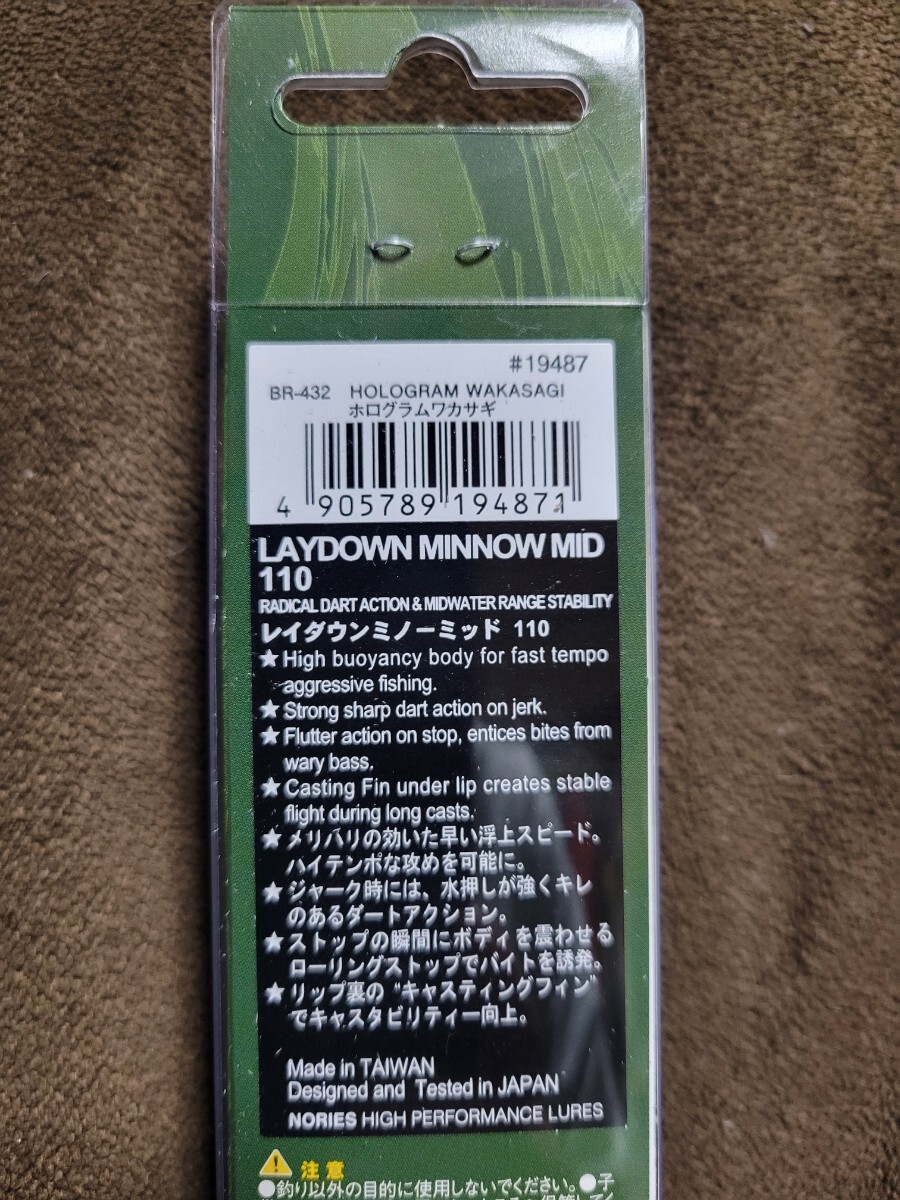 #19487
BR-432 HOLOGRAM WAKASAGI
ホログラムワカサギ
4 905789 194871
LAYDOWN MINNOW MID
110
RADICAL DART ACTION & MIDWATER RANGE STABILITY
レイダウンミノーミッド 110
★High buoyancy body for fast tempo
aggressive fishing.
★Strong sharp dart action on jerk.
★Flutter action on stop, entices bites from
wary bass.
★Casting Fin under lip creates stable
flight during long casts.
★メリハリの効いた早い浮上スピード。
ハイテンポな攻めを可能に。
★ジャーク時には、水押しが強くキレ
のあるダートアクション。
★ストップの瞬間にボディを震わせる
ローリングストップでバイトを誘発。
★リップ裏の“キャスティングフィン”
でキャスタビリティー向上。
Made in TAIWAN
Designed and Tested in JAPAN
NORIES HIGH PERFORMANCE LURES
注意
●釣り以外の目的に使用しないでください。●子